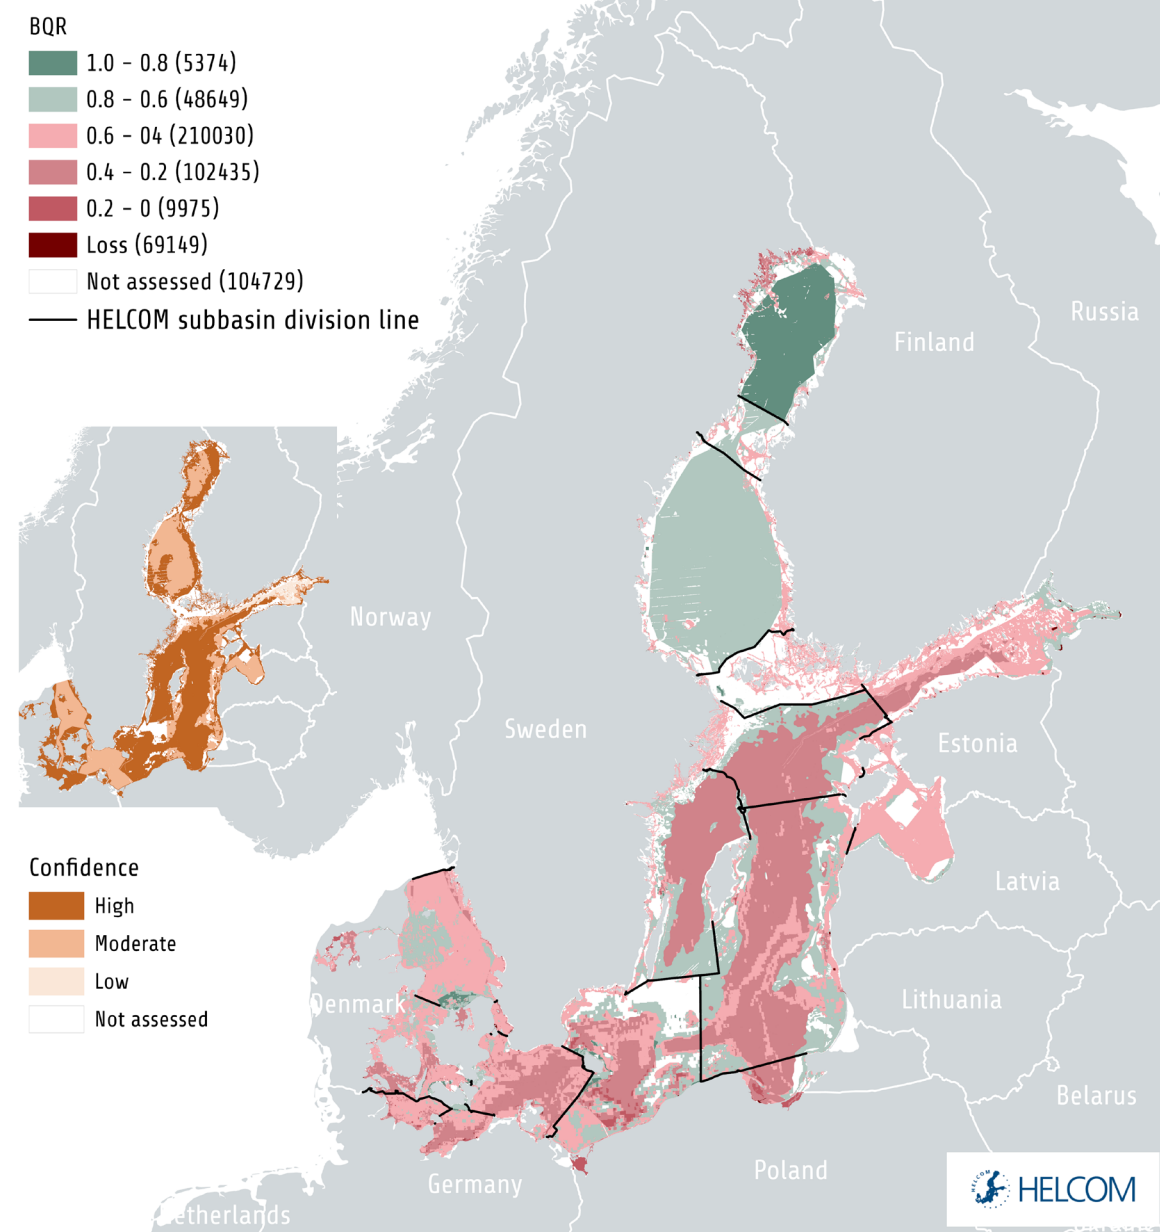 BQR
1.0 – 0.8 (5374)
0.8 – 0.6 (48649)
0.6 – 04 (210030)
0.4 – 0.2 (102435)
0.2 – 0 (9975)
Loss (69149)
Not assessed (104729)
HELCOM subbasin division line
Russia
Finland
Norway
Sweden
Estonia
Confidence
High
Moderate
Low
Not assessed
Latvia
Denmark
Lithuania
Belarus
Poland
Germany
etherlands
HELCOM
HELCOM